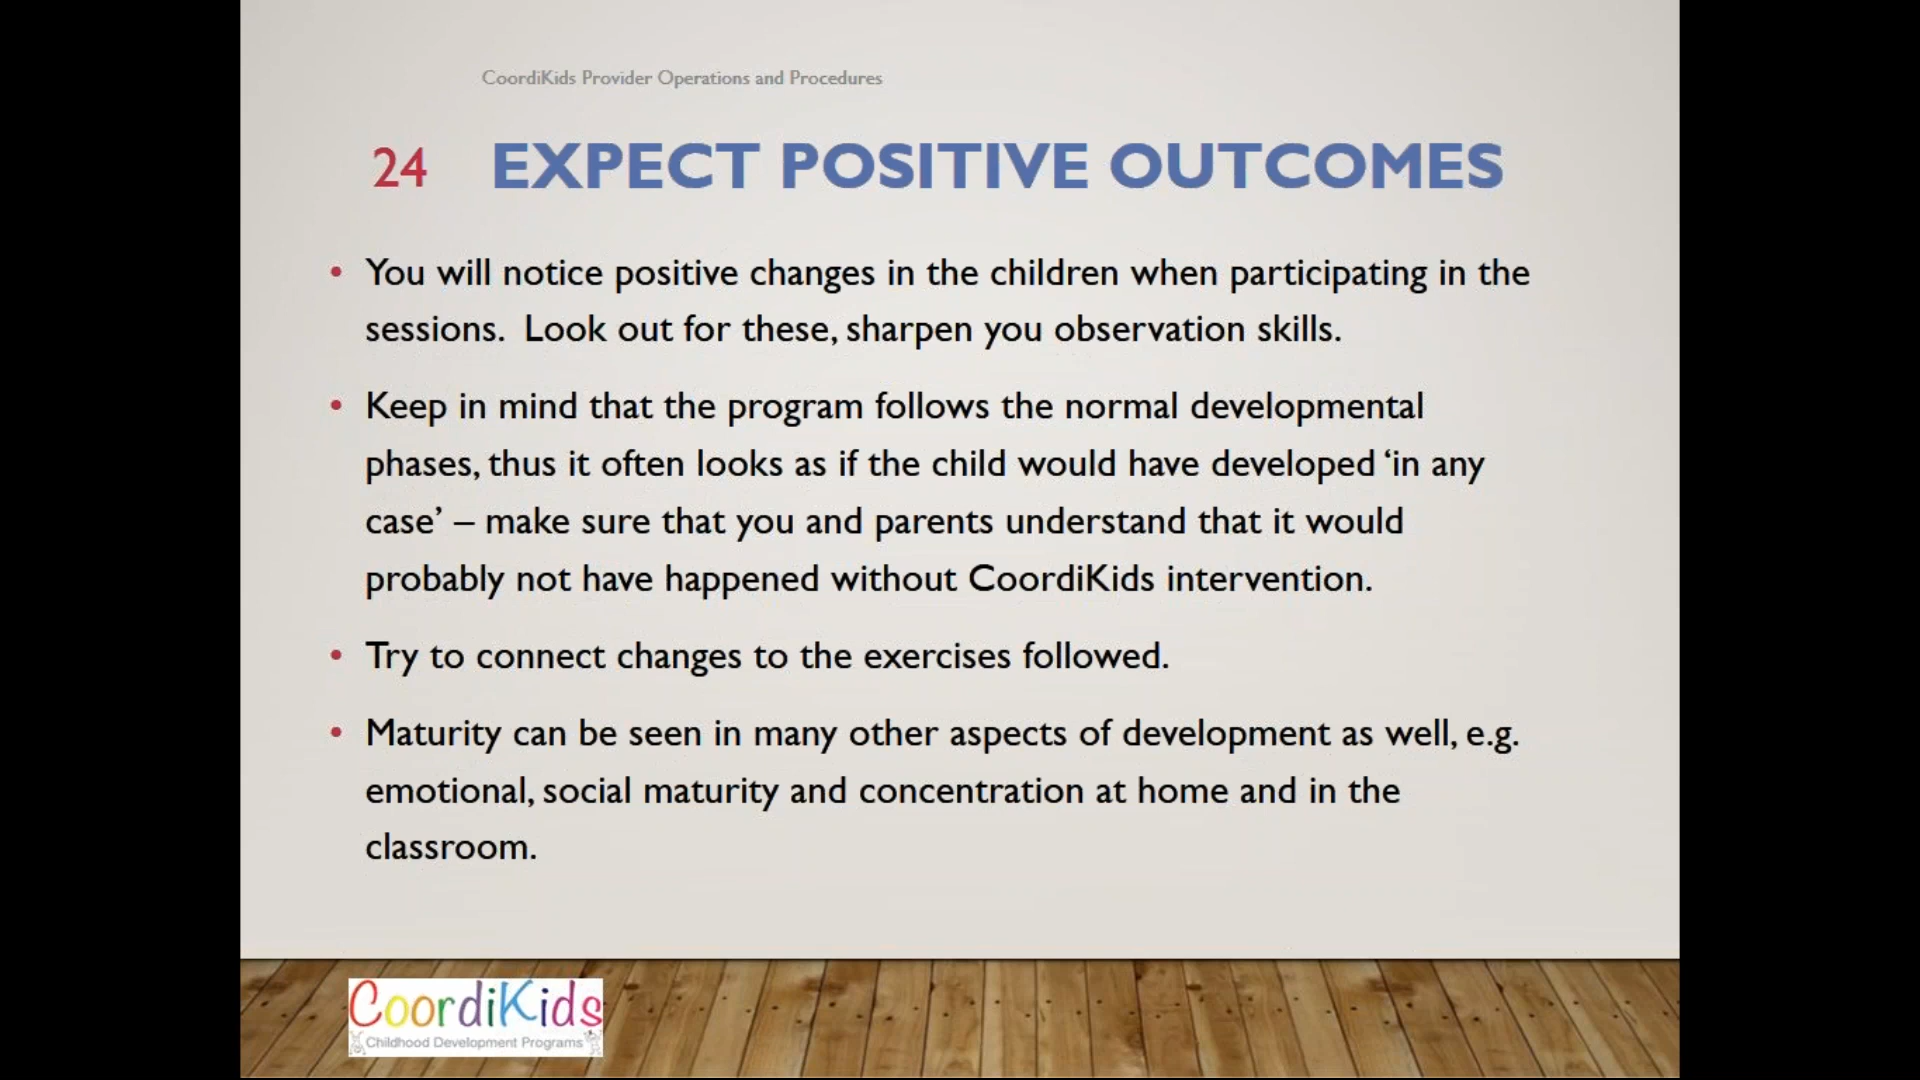 CoordiKids Provider Operations and Procedures
24 EXPECT POSITIVE OUTCOMES
• You will notice positive changes in the children when participating in the
sessions.  Look out for these, sharpen you observation skills.
• Keep in mind that the program follows the normal developmental
phases, thus it often looks as if the child would have developed ‘in any
case’ – make sure that you and parents understand that it would
probably not have happened without CoordiKids intervention.
• Try to connect changes to the exercises followed.
• Maturity can be seen in many other aspects of development as well, e.g.
emotional, social maturity and concentration at home and in the
classroom.
CoordiKids
Childhood Development Programs